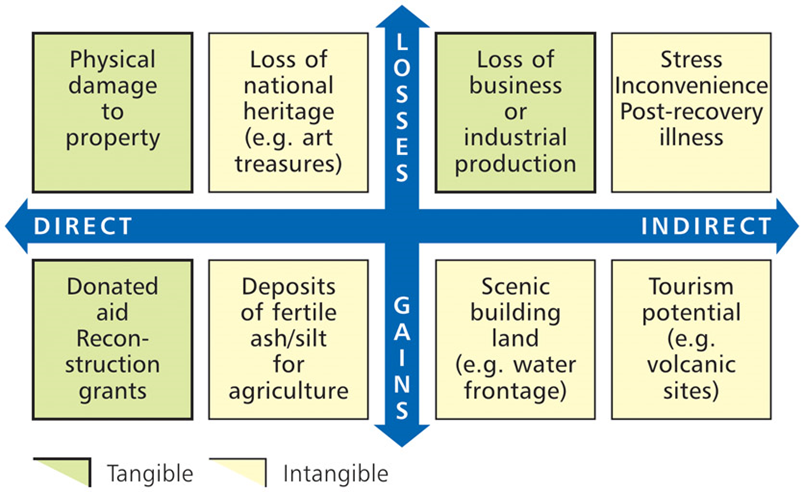 Physical
damage
to
property
Loss of
national
heritage
(e.g. art
treasures)
LOSSES
Loss of
business
or
industrial
production
Stress
Inconvenience
Post-recovery
illness
DIRECT
INDIRECT
Donated
aid
Recon-
struction
grants
Deposits
of fertile
ash/silt
for
agriculture
GAINS
Scenic
building
land
(e.g. water
frontage)
Tourism
potential
(e.g.
volcanic
sites)
Tangible
Intangible